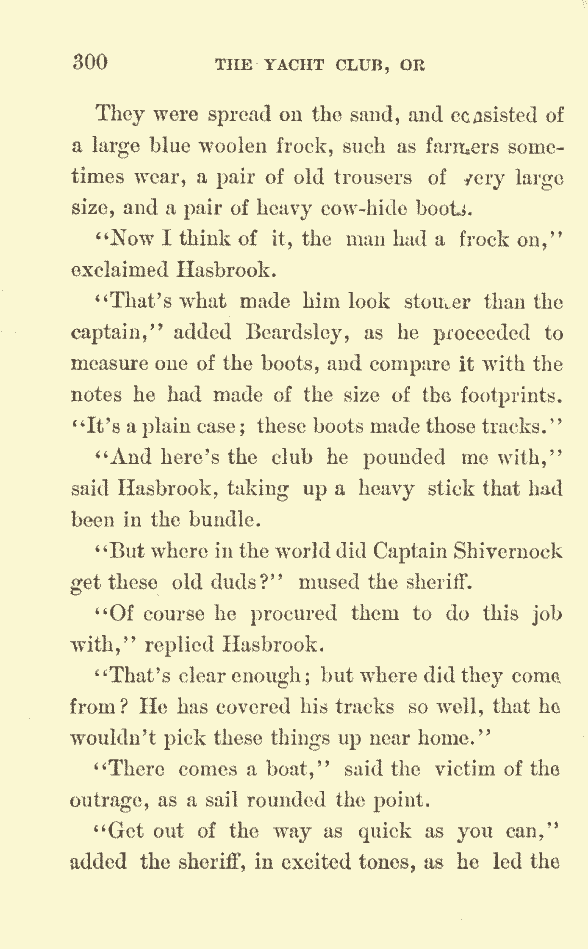 300 THE YACHT CLUB, OR
They were spread on the sand, and consisted of
a large blue woolen frock, such as farmers some-
times wear, a pair of old trousers of very large
size, and a pair of heavy cow-hide boots.
“Now I think of it, the man had a frock on,”
exclaimed Hasbrook.
“That’s what made him look stouter than the
captain,” added Beardsley, as he proceeded to
measure one of the boots, and compare it with the
notes he had made of the size of the footprints.
“It’s a plain case; these boots made those tracks.”
“And here’s the club he pounded me with,”
said Hasbrook, taking up a heavy stick that had
been in the bundle.
“But where in the world did Captain Shivernock
get these old duds?” mused the sheriff.
“Of course he procured them to do this job
with,” replied Hasbrook.
“That’s clear enough; but where did they come
from? He has covered his tracks so well, that he
wouldn’t pick these things up near home.”
“There comes a boat,” said the victim of the
outrage, as a sail rounded the point.
“Get out of the way as quick as you can,”
added the sheriff, in excited tones, as he led the